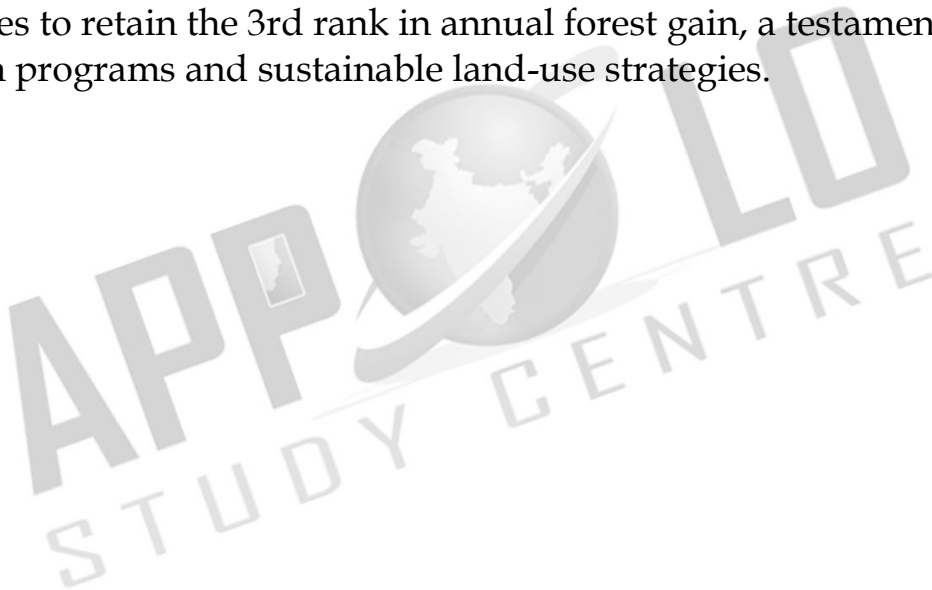 es to retain the 3rd rank in annual forest gain, a testamen
programs and sustainable land-use strategies.
APPOLO
STUDY CENTRE